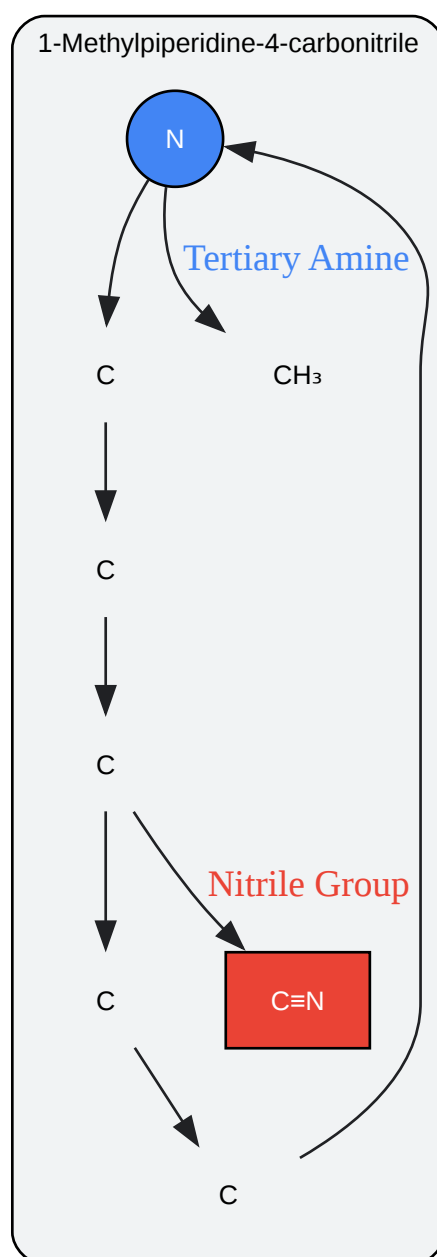 1-Methylpiperidine-4-carbonitrile
N
Tertiary Amine
C
CH₃
C
C
Nitrile Group
C
C≡N
C